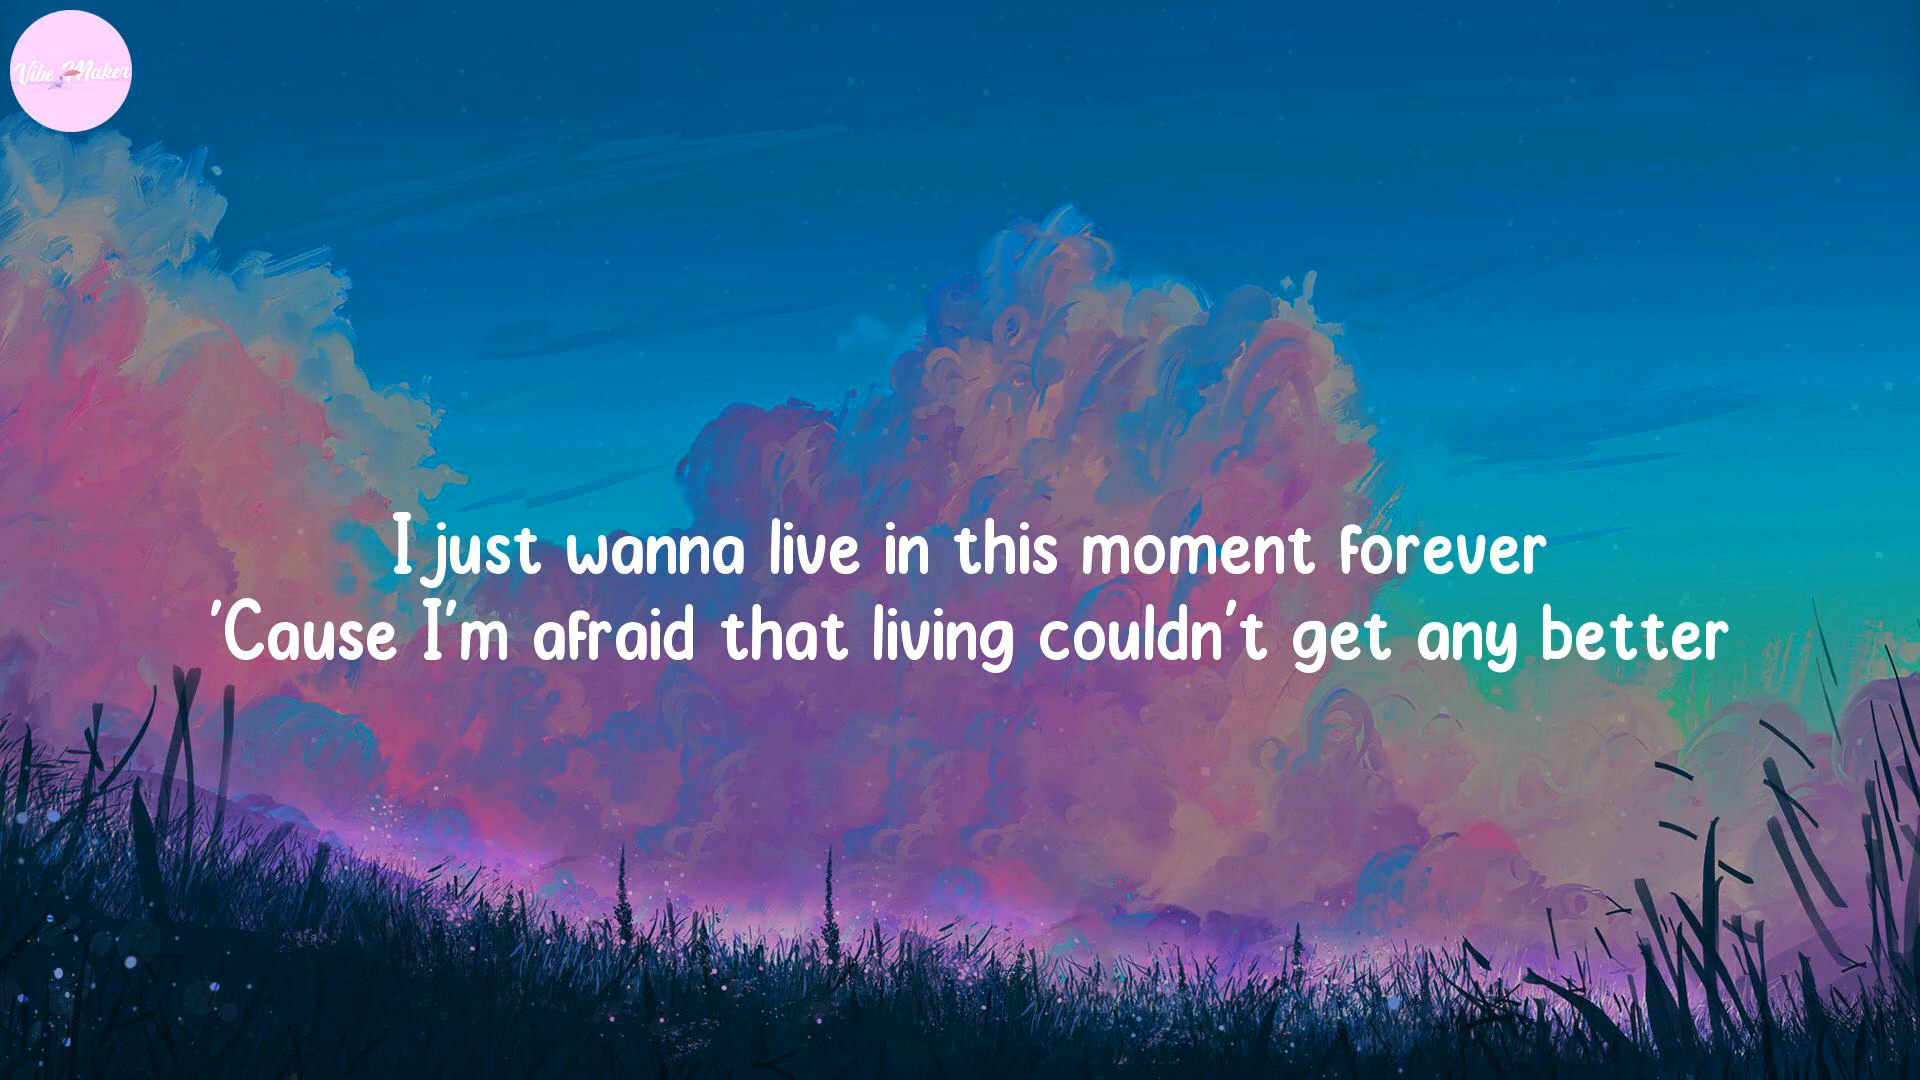 Vibe Maker
I just wanna live in this moment forever
'Cause I'm afraid that living couldn't get any better